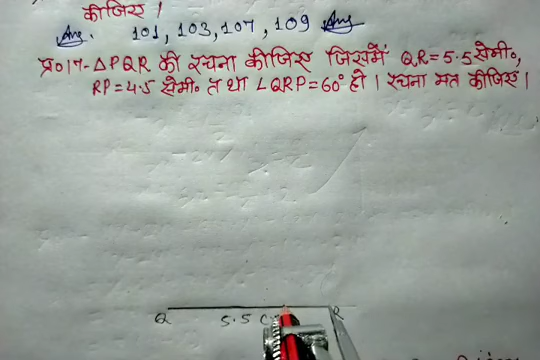 कीजिए।
Ans. 101, 103, 107, 109 Ans
प्र०17- ΔPQR की रचना कीजिए जिसमें QR=5.5 सेमी०,
RP=4.5 सेमी० तथा ∠QRP=60° हो। रचना मत कीजिए।
Q 5.5 c R